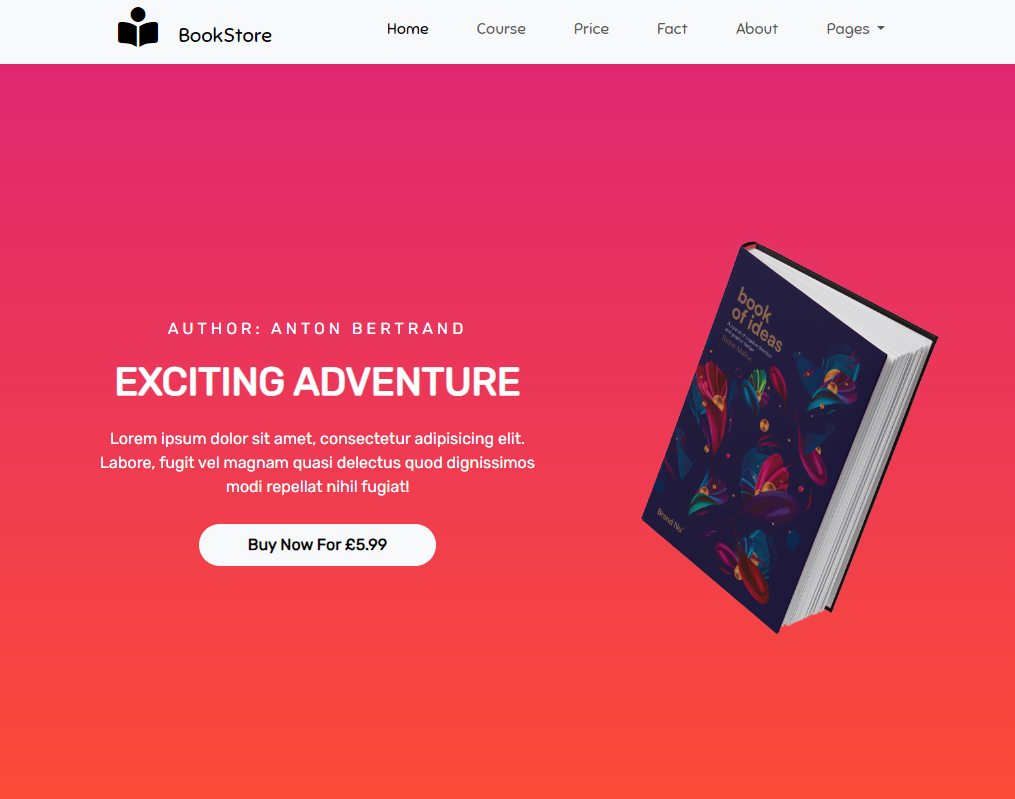 BookStore
Home Course Price Fact About Pages
AUTHOR: ANTON BERTRAND
EXCITING ADVENTURE
Lorem ipsum dolor sit amet, consectetur adipisicing elit.
Labore, fugit vel magnam quasi delectus quod dignissimos
modi repellat nihil fugiat!
Buy Now For £5.99
book
of ideas
Brand Nu